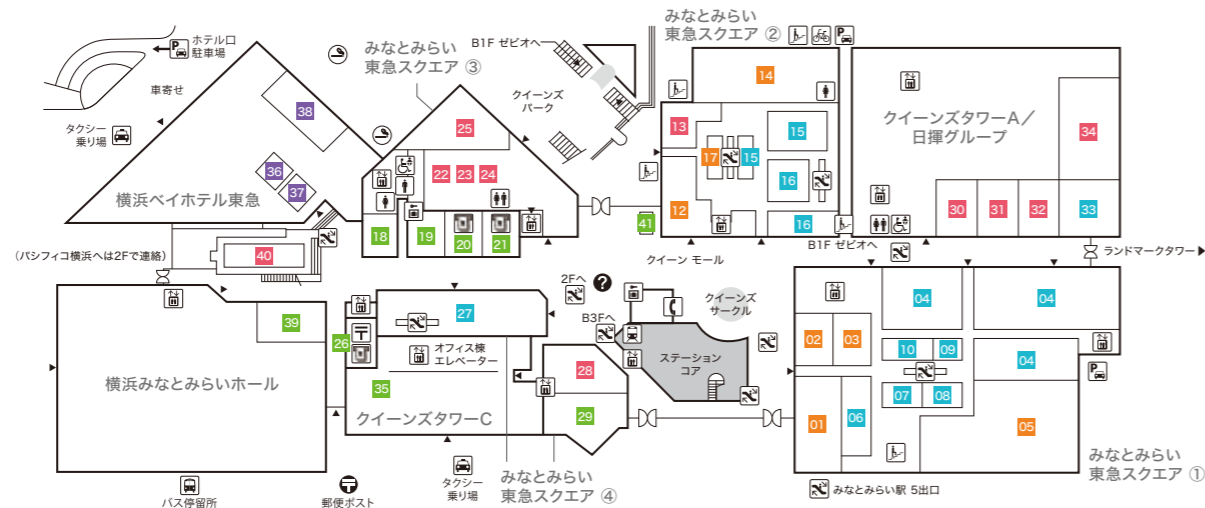 ホテル口
駐車場
車寄せ
タクシー
乗り場
38
36
37
横浜ベイホテル東急
(パシフィコ横浜へは2Fで連絡)
40
みなとみらい
東急スクエア ③
B1F ゼビオへ
クイーンズ
パーク
25
22
23
24
18
19
20
21
41
クイーン モール
みなとみらい
東急スクエア ②
14
13
17
15
15
16
12
16
B1F ゼビオへ
クイーンズタワーA/
日揮グループ
34
30
31
32
33
ランドマークタワー▶
39
横浜みなとみらいホール
バス停留所
郵便ポスト
26
27
オフィス棟
エレベーター
35
クイーンズタワーC
28
29
タクシー
乗り場
みなとみらい
東急スクエア ④
2Fへ
B3Fへ
クイーンズ
サークル
ステーション
コア
04
04
02
03
10
09
04
07
08
01
06
05
みなとみらい
東急スクエア ①
みなとみらい駅 5出口